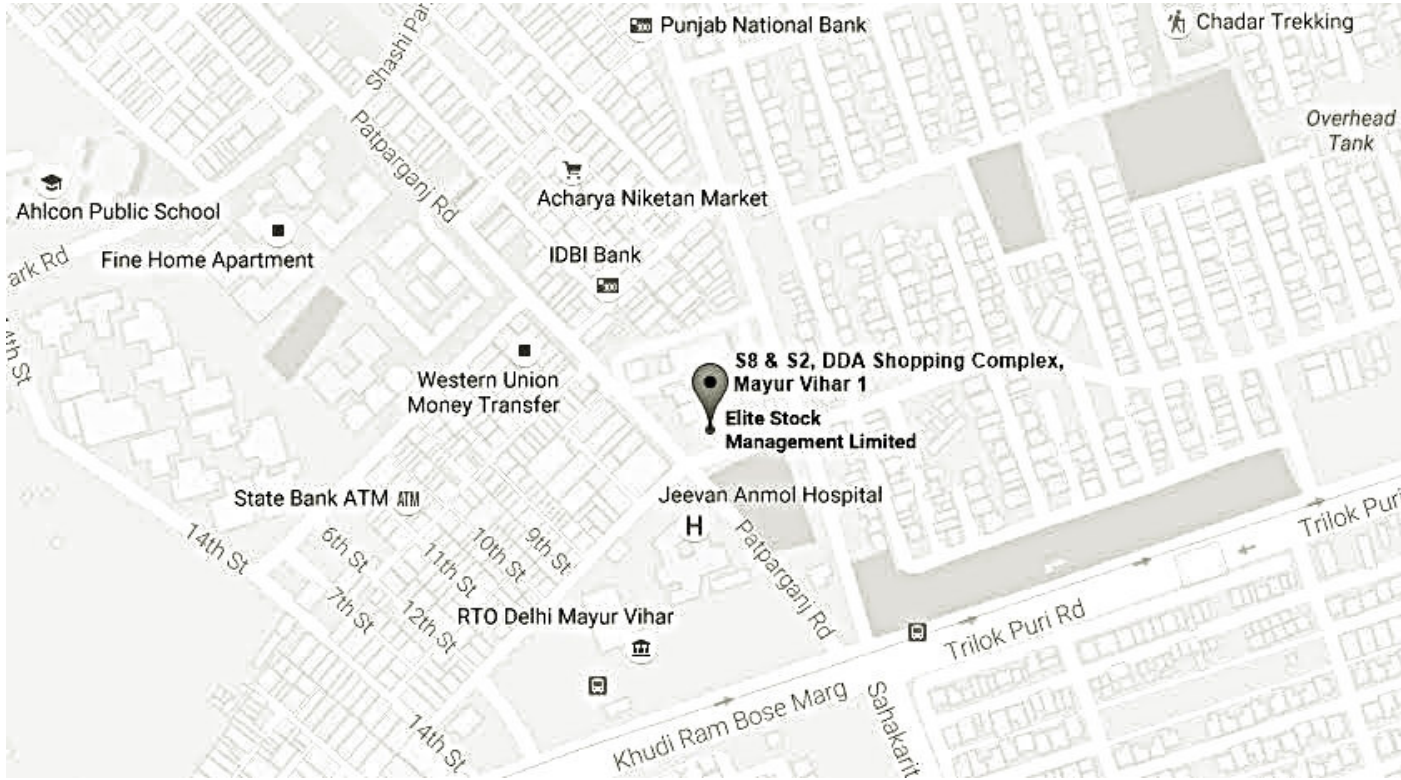 Punjab National Bank
Chadar Trekking
Shashi Par
Overhead
Tank
Patparganj Rd
Acharya Niketan Market
Ahlcon Public School
ark Rd
Fine Home Apartment
IDBI Bank
4th St
Western Union
Money Transfer
S8 & S2, DDA Shopping Complex,
Mayur Vihar 1
Elite Stock
Management Limited
State Bank ATM ATM
Jeevan Anmol Hospital
H
14th St
6th St
7th St
11th St
12th St
10th St
9th St
Patparganj Rd
Trilok Puri
RTO Delhi Mayur Vihar
Trilok Puri Rd
Khudi Ram Bose Marg
Sahakarit
14th St